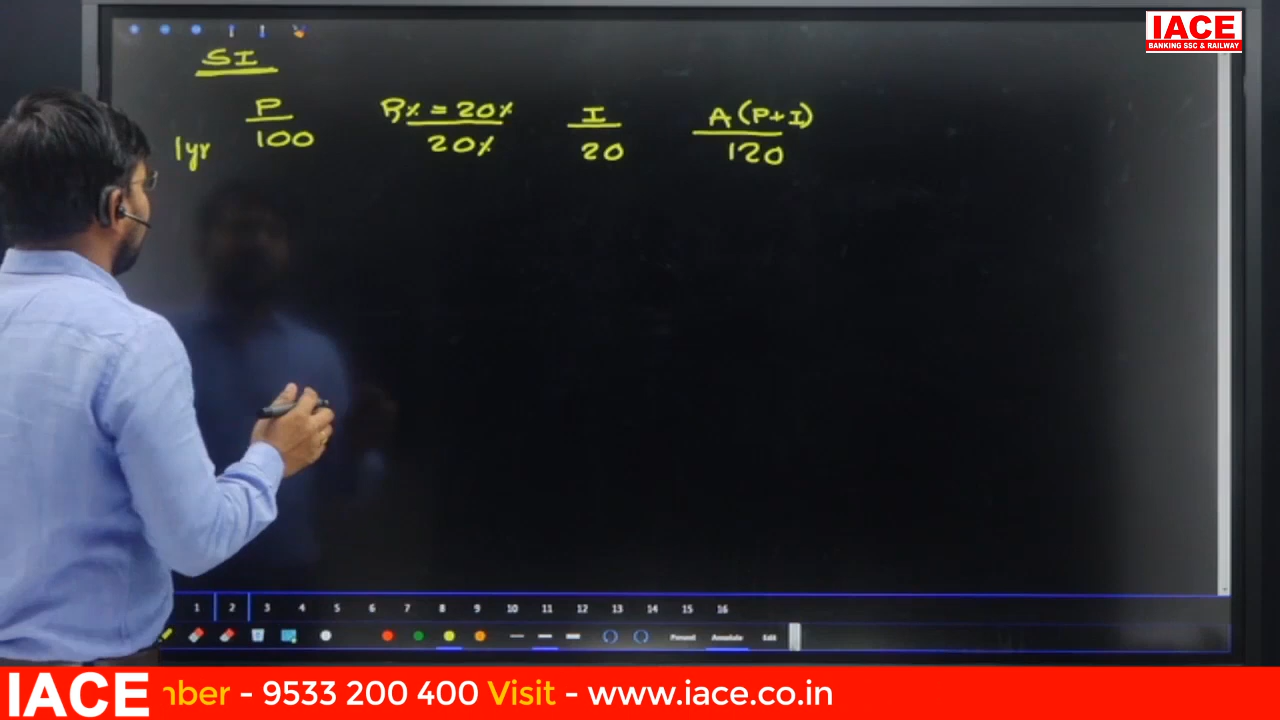 IACE
BANKING SSC & RAILWAY
SI
P R% = 20% I A(P+I)
1yr 100 20% 20 120
1 2 3 4 5 6 7 8 9 10 11 12 13 14 15 16
Present Annotate Edit
IACE mber - 9533 200 400 Visit - www.iace.co.in